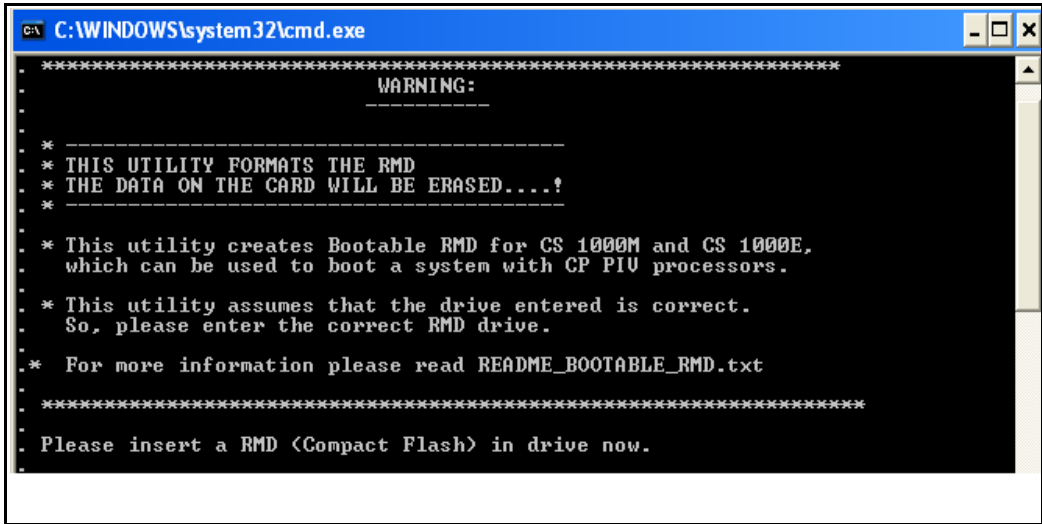 C:\WINDOWS\system32\cmd.exe
. ****************************************************************
. WARNING:
. ----------
.
. * ----------------------------------------
. * THIS UTILITY FORMATS THE RMD
. * THE DATA ON THE CARD WILL BE ERASED....!
. * ----------------------------------------
.
. * This utility creates Bootable RMD for CS 1000M and CS 1000E,
. which can be used to boot a system with CP PIV processors.
.
. * This utility assumes that the drive entered is correct.
. So, please enter the correct RMD drive.
.
.* For more information please read README_BOOTABLE_RMD.txt
.
. ******************************************************************
.
. Please insert a RMD (Compact Flash) in drive now.
.